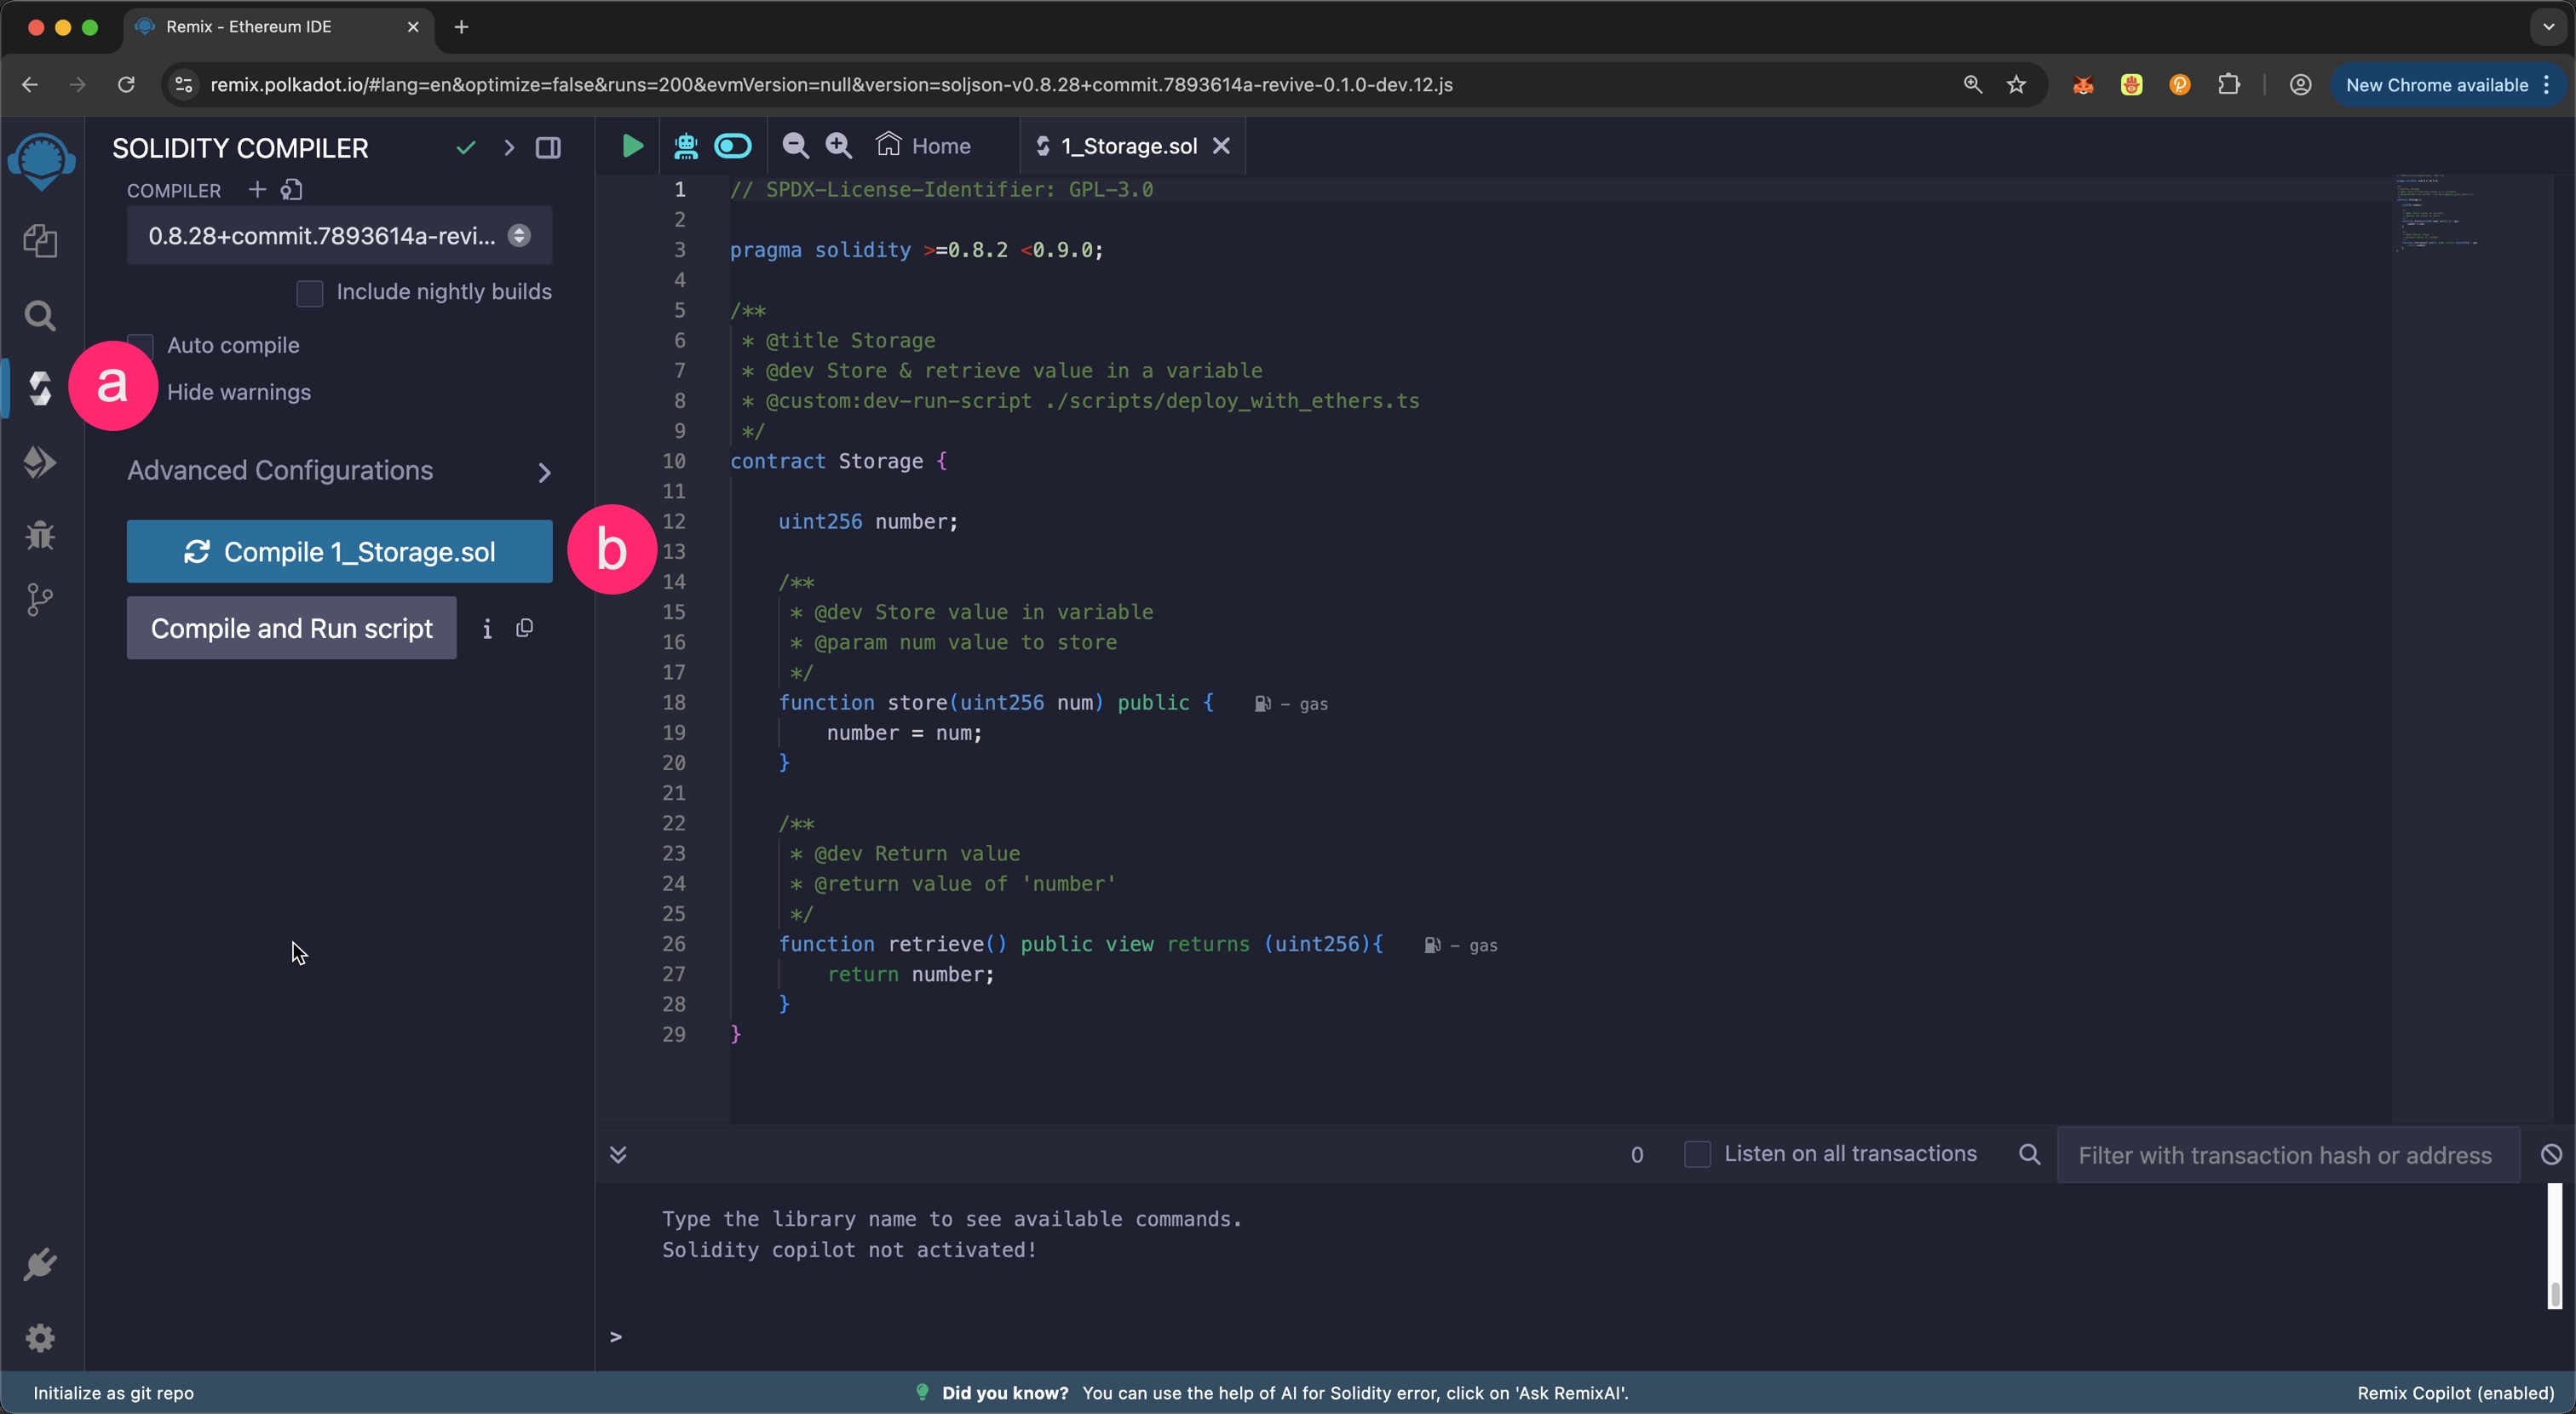 Remix - Ethereum IDE
remix.polkadot.io/#lang=en&optimize=false&runs=200&evmVersion=null&version=soljson-v0.8.28+commit.7893614a-revive-0.1.0-dev.12.js
New Chrome available
SOLIDITY COMPILER
COMPILER
0.8.28+commit.7893614a-revi...
Include nightly builds
Auto compile
a
Hide warnings
Advanced Configurations
Compile 1_Storage.sol
b
Compile and Run script
i
Home
1_Storage.sol
1 // SPDX-License-Identifier: GPL-3.0
2
3 pragma solidity >=0.8.2 <0.9.0;
4
5 /**
6  * @title Storage
7  * @dev Store & retrieve value in a variable
8  * @custom:dev-run-script ./scripts/deploy_with_ethers.ts
9  */
10 contract Storage {
11
12     uint256 number;
13
14     /**
15      * @dev Store value in variable
16      * @param num value to store
17      */
18     function store(uint256 num) public { – gas
19         number = num;
20     }
21
22     /**
23      * @dev Return value
24      * @return value of 'number'
25      */
26     function retrieve() public view returns (uint256){ – gas
27         return number;
28     }
29 }
0
Listen on all transactions
Filter with transaction hash or address
Type the library name to see available commands.
Solidity copilot not activated!
>
Initialize as git repo
Did you know? You can use the help of AI for Solidity error, click on 'Ask RemixAI'.
Remix Copilot (enabled)